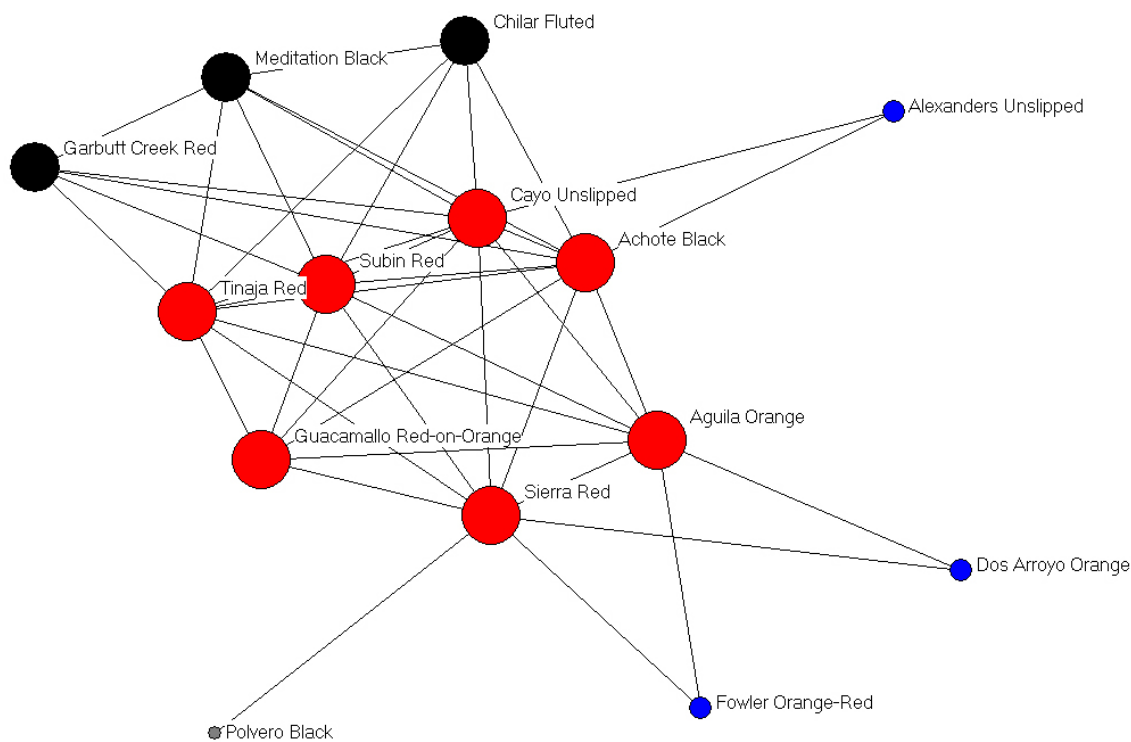 Chilar Fluted
Meditation Black
Alexanders Unslipped
Garbutt Creek Red
Cayo Unslipped
Achote Black
Subin Red
Tinaja Red
Aguila Orange
Guacamallo Red-on-Orange
Sierra Red
Dos Arroyo Orange
Fowler Orange-Red
Polvero Black